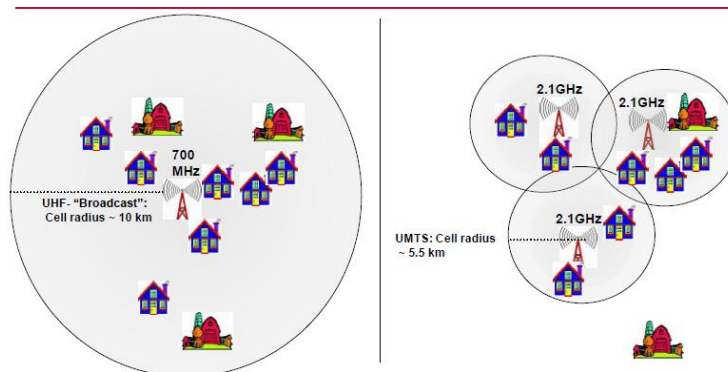 700
MHz
UHF- “Broadcast”:
Cell radius ~ 10 km
2.1GHz
2.1GHz
2.1GHz
UMTS: Cell radius
~ 5.5 km